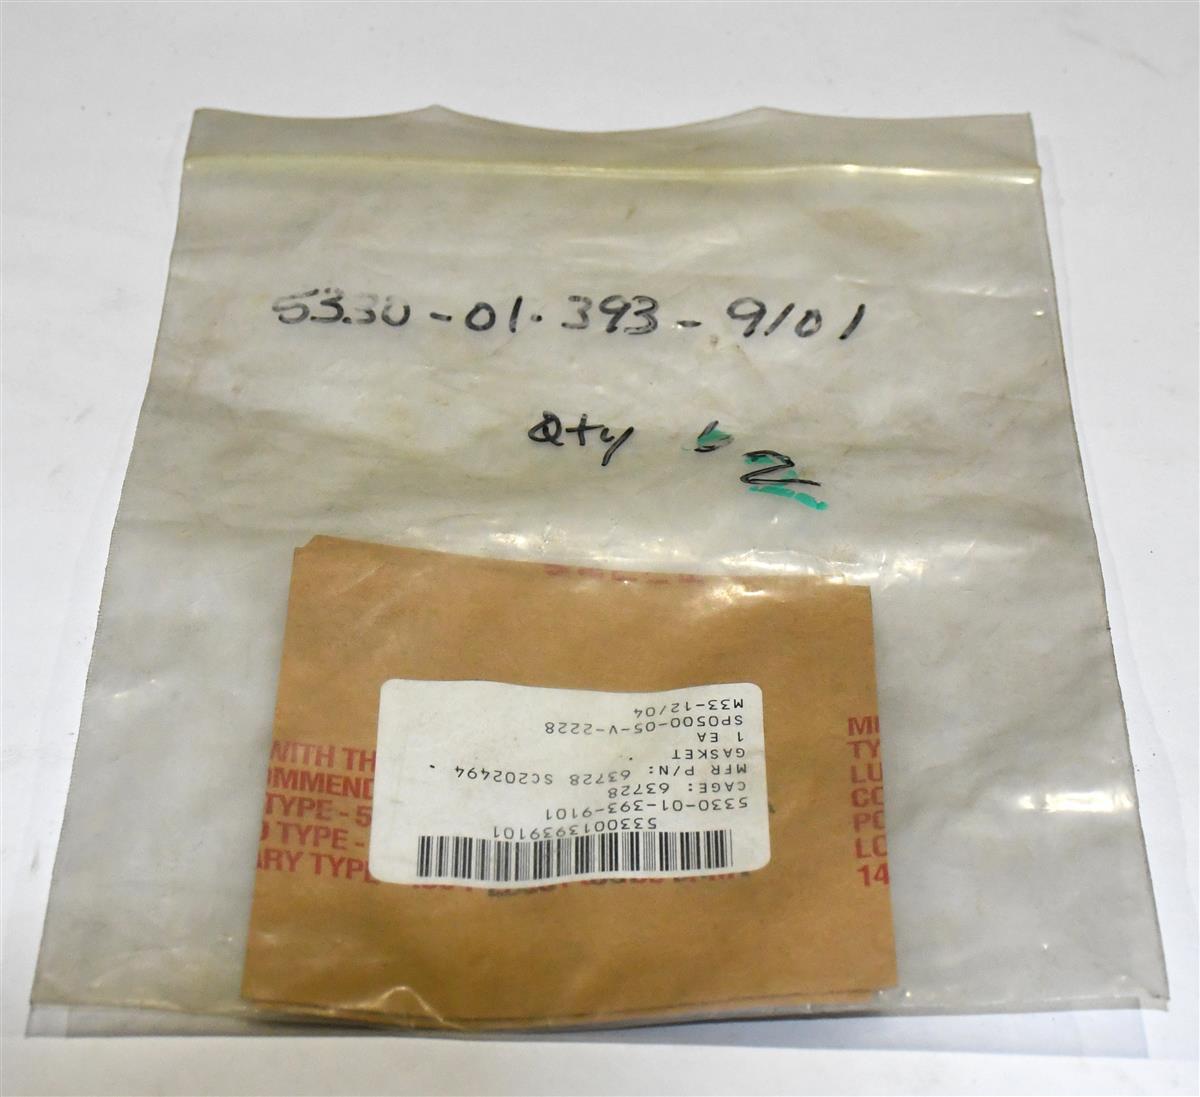 5330-01-393-9101
Qty 6 2
5330013939101
5330-01-393-9101
CAGE: 63728
MFR P/N: 63728 SC202494
GASKET
1 EA
SP0500-05-V-2228
M33-12/04
WITH TH
OMMEND
TYPE - 5
D TYPE -
ARY TYPE
MI
TY
LU
CO
PO
LO
14